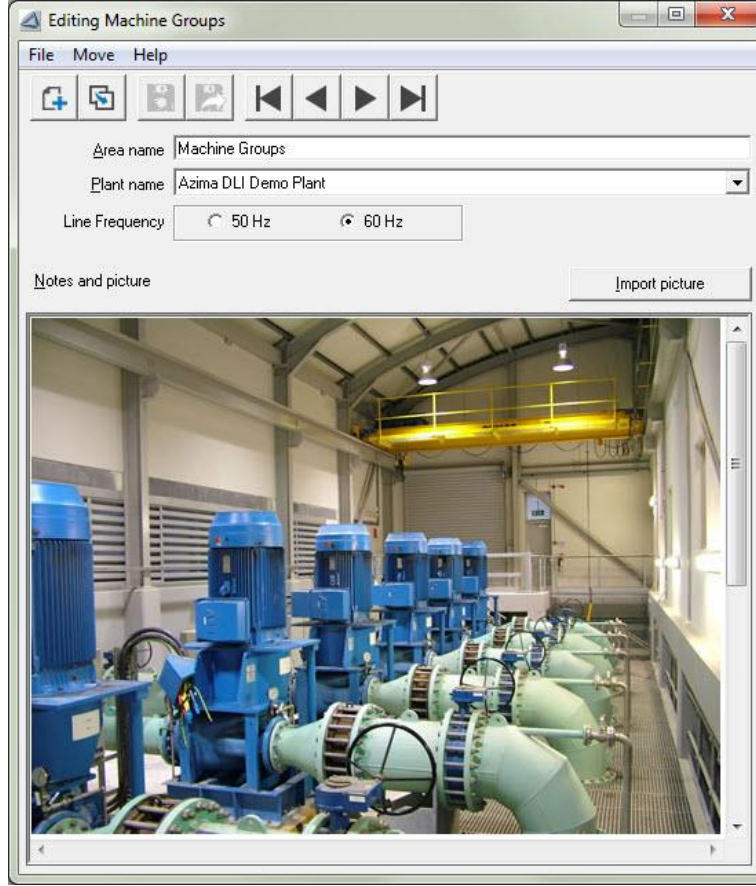 Editing Machine Groups
File Move Help
Area name Machine Groups
Plant name Azima DLI Demo Plant
Line Frequency 50 Hz 60 Hz
Notes and picture Import picture